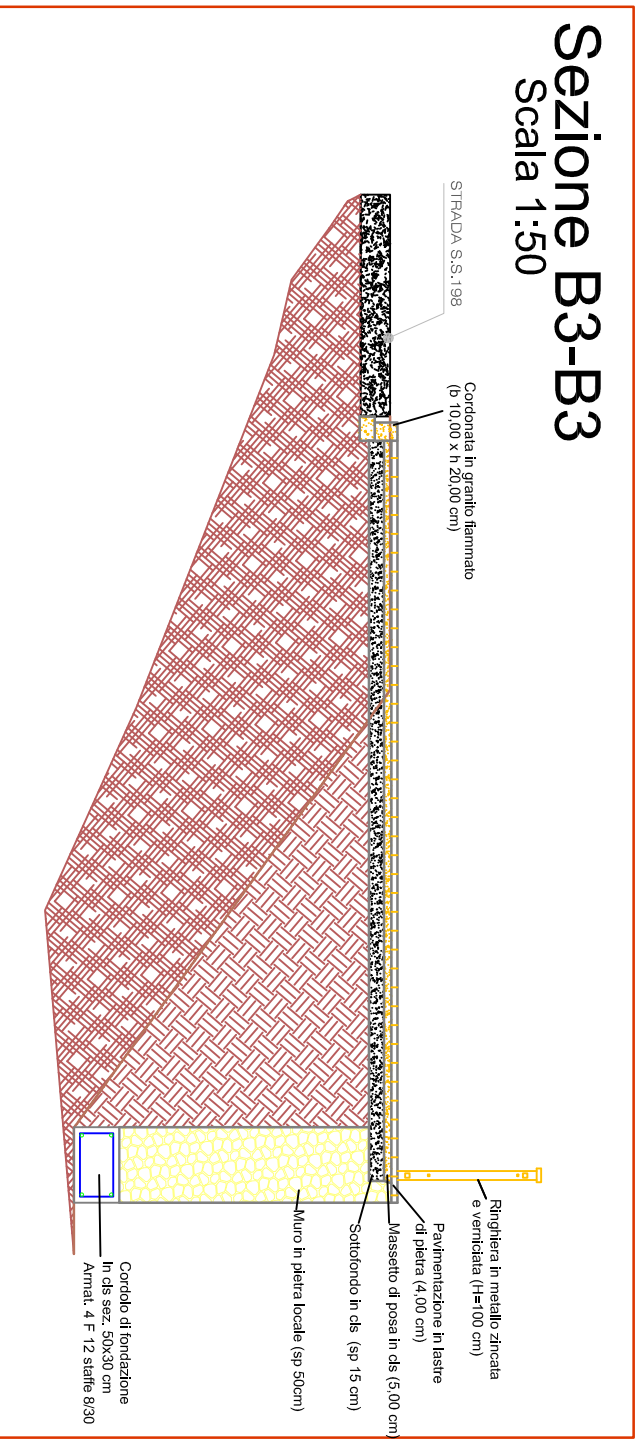 Sezione B3-B3
Scala 1:50
STRADA S.S.198
Cordonata in granito fiammato
(b 10,00 x h 20,00 cm)
Ringhiera in metallo zincata
e verniciata (H=100 cm)
Pavimentazione in lastre
di pietra (4,00 cm)
Massetto di posa in cls (5,00 cm)
Sottofondo in cls (sp 15 cm)
Muro in pietra locale (sp 50cm)
Cordolo di fondazione
In cls sez. 50x30 cm
Armat. 4 F 12 staffe 8/30